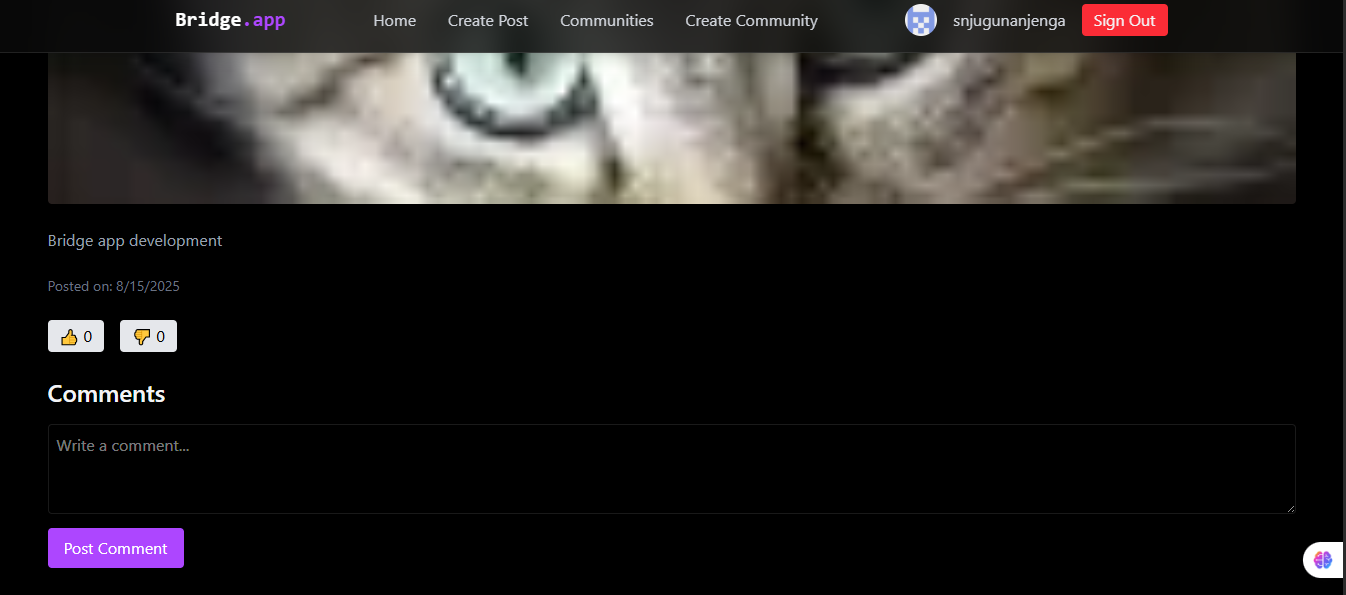 Bridge.app Home Create Post Communities Create Community snjugunanjenga Sign Out
Bridge app development
Posted on: 8/15/2025
👍 0 👎 0
Comments
Write a comment...
Post Comment